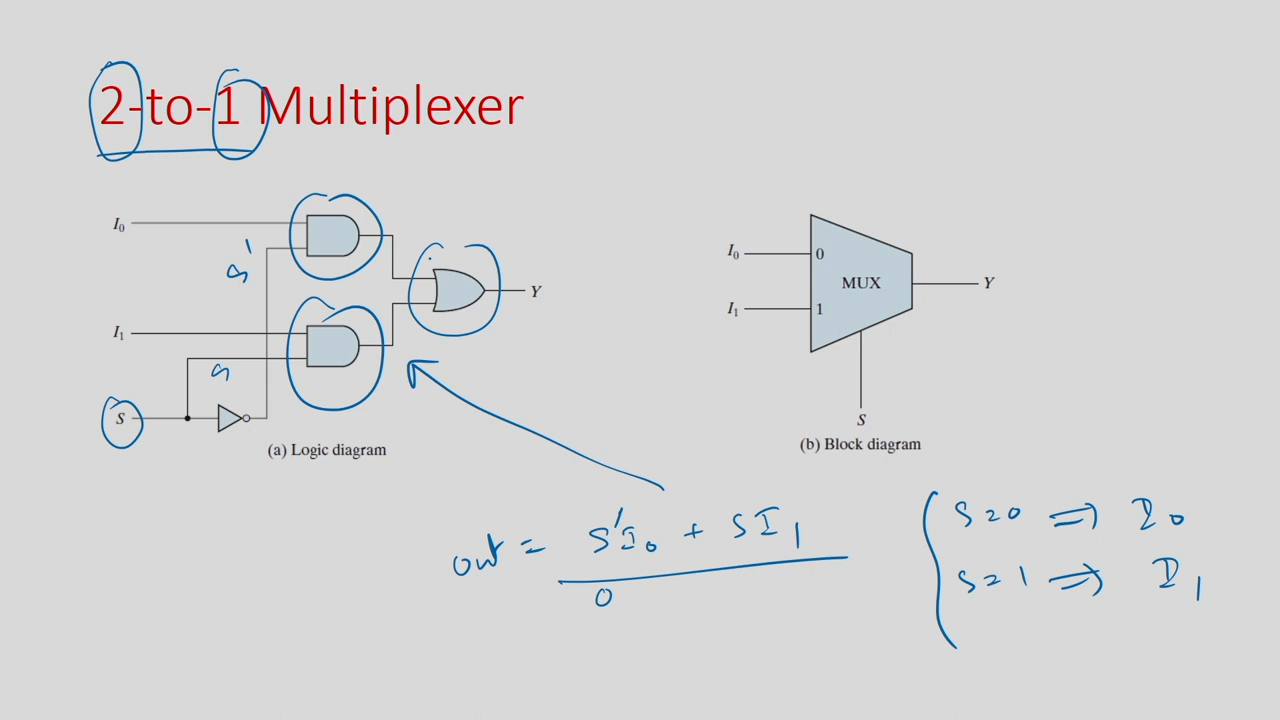 2-to-1 Multiplexer
I₀
s'
I₁
s
S
Y
(a) Logic diagram
I₀
I₁
0
1
MUX
Y
S
(b) Block diagram
out = S'I₀ + SI₁
0
S=0 ⇒ I₀
S=1 ⇒ I₁